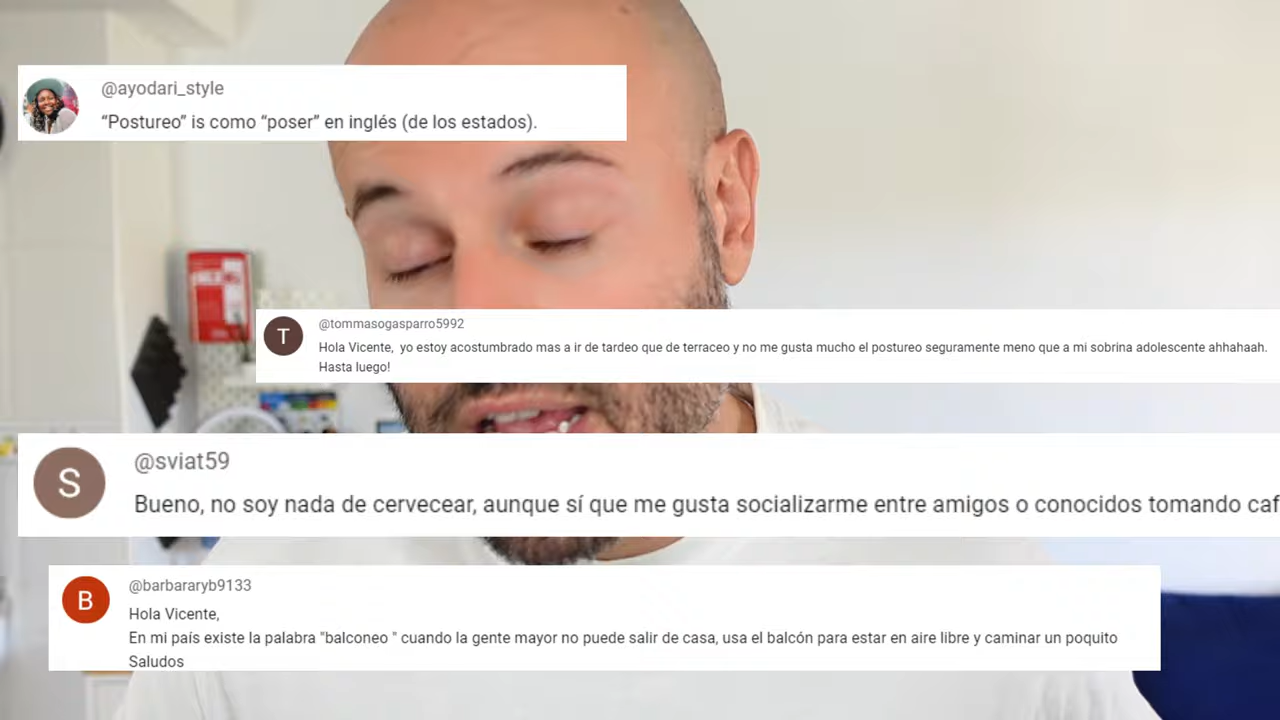 @ayodari_style
“Postureo” is como “poser” en inglés (de los estados).
T
@tommasogasparro5992
Hola Vicente, yo estoy acostumbrado mas a ir de tardeo que de terraceo y no me gusta mucho el postureo seguramente meno que a mi sobrina adolescente ahhahaah.
Hasta luego!
S
@sviat59
Bueno, no soy nada de cervecear, aunque sí que me gusta socializarme entre amigos o conocidos tomando caf
B
@barbararyb9133
Hola Vicente,
En mi país existe la palabra "balconeo " cuando la gente mayor no puede salir de casa, usa el balcón para estar en aire libre y caminar un poquito
Saludos